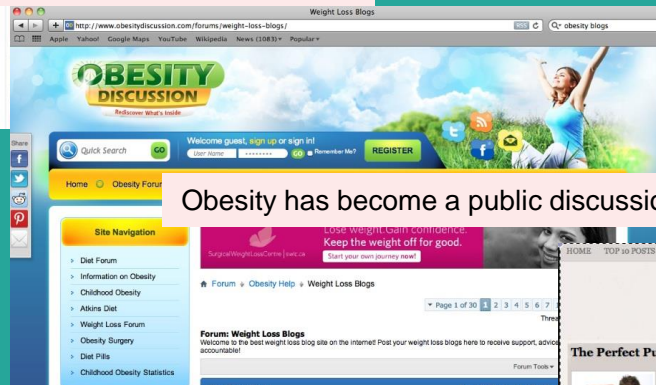 Weight Loss Blogs
http://www.obesitydiscussion.com/forums/weight-loss-blogs/
RSS
obesity blogs
Apple Yahoo! Google Maps YouTube Wikipedia News (1083) Popular
OBESITY
DISCUSSION
Rediscover What's Inside
Share
Quick Search
GO
Welcome guest, sign up or sign in!
User Name
GO
Remember Me?
REGISTER
Home
Obesity Forum
Obesity has become a public discussio
Site Navigation
Diet Forum
Information on Obesity
Childhood Obesity
Atkins Diet
Weight Loss Forum
Obesity Surgery
Diet Pills
Childhood Obesity Statistics
Lose weight. Gain confidence.
Keep the weight off for good.
Start your own journey now!
SurgicalWeightLossCentre | swlc.ca
Forum Obesity Help Weight Loss Blogs
Page 1 of 30 1 2 3 4 5 6 7
Threa
Forum: Weight Loss Blogs
Welcome to the best weight loss blog site on the internet! Post your weight loss blogs here to receive support, advice
accountable!
Forum Tools
HOME TOP 10 POSTS
The Perfect Pu